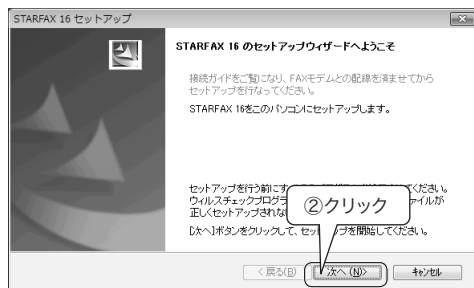 STARFAX 16 セットアップ
STARFAX 16 のセットアップウィザードへようこそ
接続ガイドをご覧になり、FAXモデムとの配線を済ませてから
セットアップを行なってください。
STARFAX 16をこのパソコンにセットアップします。
セットアップを行う前にす ください。
ウィルスチェックプログラ ァイルが
正しくセットアップされな
②クリック
[次へ]ボタンをクリックして、セッ ップを開始してください。
< 戻る(B)
次へ (N)>
キャンセル